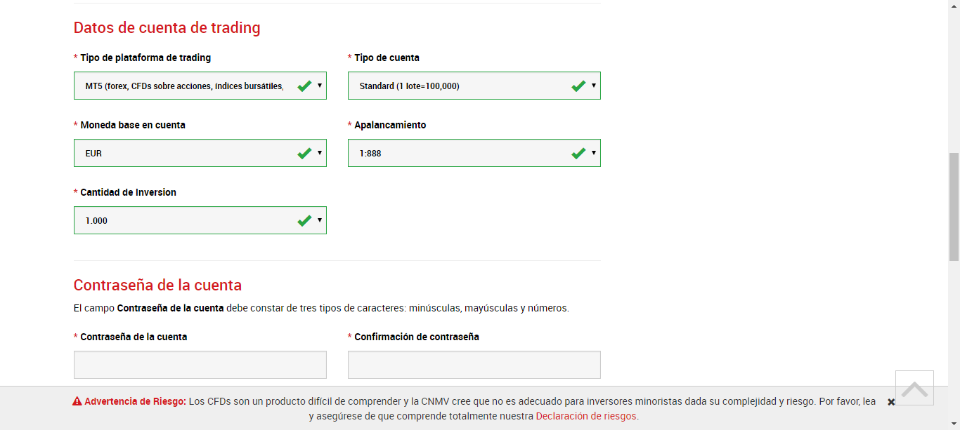 Datos de cuenta de trading
* Tipo de plataforma de trading
* Tipo de cuenta
MT5 (forex, CFDs sobre acciones, índices bursátiles,
Standard (1 lote=100,000)
* Moneda base en cuenta
* Apalancamiento
EUR
1:888
* Cantidad de Inversion
1.000
Contraseña de la cuenta
El campo Contraseña de la cuenta debe constar de tres tipos de caracteres: minúsculas, mayúsculas y números.
* Contraseña de la cuenta
* Confirmación de contraseña
Advertencia de Riesgo: Los CFDs son un producto difícil de comprender y la CNMV cree que no es adecuado para inversores minoristas dada su complejidad y riesgo. Por favor, lea
y asegúrese de que comprende totalmente nuestra Declaración de riesgos.